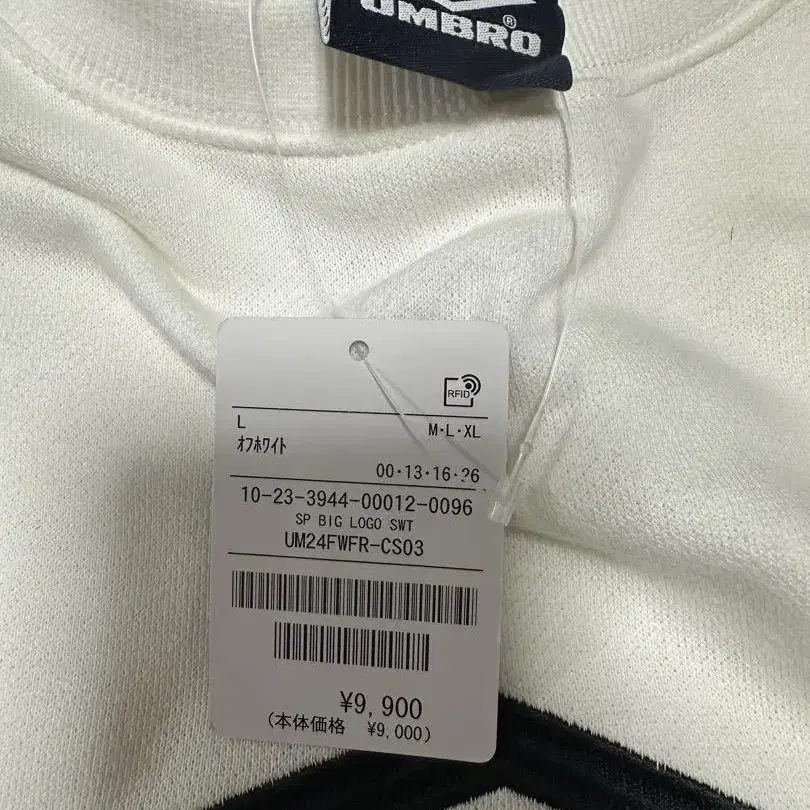 UMBRO®
RFID
L
M・L・XL
ｵﾌﾎﾜｲﾄ
00・13・16・26
10-23-3944-00012-0096
SP BIG LOGO SWT
UM24FWFR-CS03
¥9,900
(本体価格 ¥9,000)